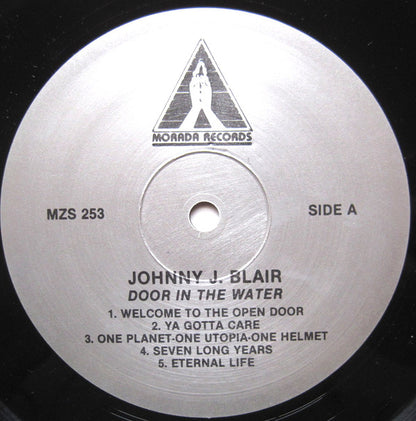 MORADA RECORDS
MZS 253
SIDE A
JOHNNY J. BLAIR
DOOR IN THE WATER
1. WELCOME TO THE OPEN DOOR
2. YA GOTTA CARE
3. ONE PLANET-ONE UTOPIA-ONE HELMET
4. SEVEN LONG YEARS
5. ETERNAL LIFE